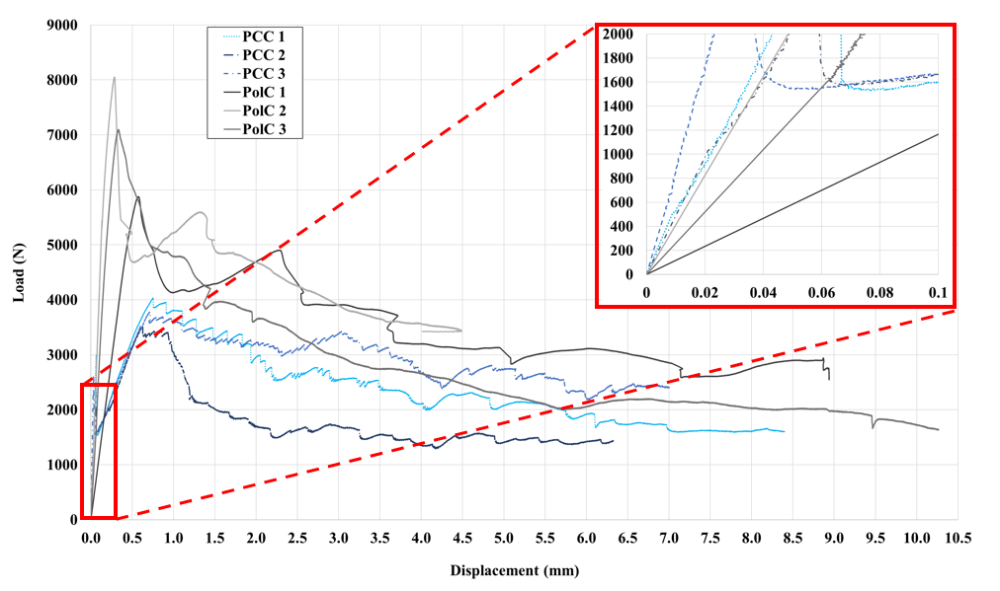 9000
8000
7000
6000
5000
4000
3000
2000
1000
0
Load (N)
PCC 1
PCC 2
PCC 3
PolC 1
PolC 2
PolC 3
2000
1800
1600
1400
1200
1000
800
600
400
200
0
0 0.02 0.04 0.06 0.08 0.1
0.0 0.5 1.0 1.5 2.0 2.5 3.0 3.5 4.0 4.5 5.0 5.5 6.0 6.5 7.0 7.5 8.0 8.5 9.0 9.5 10.0 10.5
Displacement (mm)